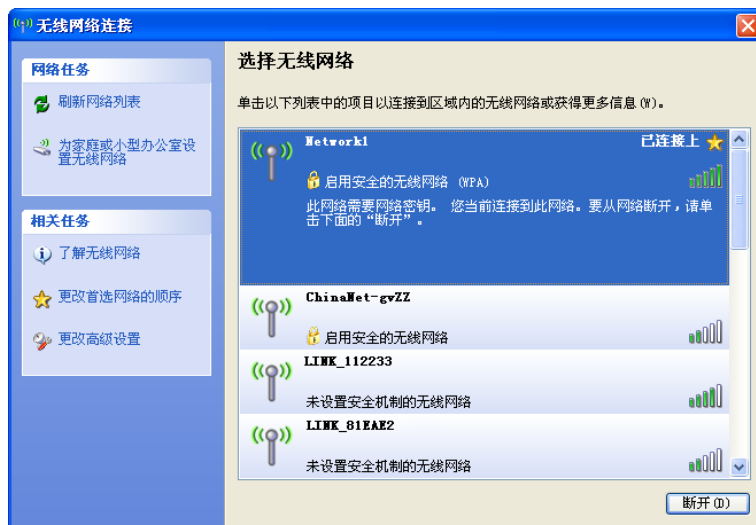 无线网络连接
网络任务
刷新网络列表
为家庭或小型办公室设
置无线网络
相关任务
了解无线网络
更改首选网络的顺序
更改高级设置
选择无线网络
单击以下列表中的项目以连接到区域内的无线网络或获得更多信息(W)。
Network1 已连接上
启用安全的无线网络 (WPA)
此网络需要网络密钥。 您当前连接到此网络。要从网络断开，请单
击下面的“断开”。
ChinaNet-gvZZ
启用安全的无线网络
LINK_112233
未设置安全机制的无线网络
LINK_81EAE2
未设置安全机制的无线网络
断开(D)